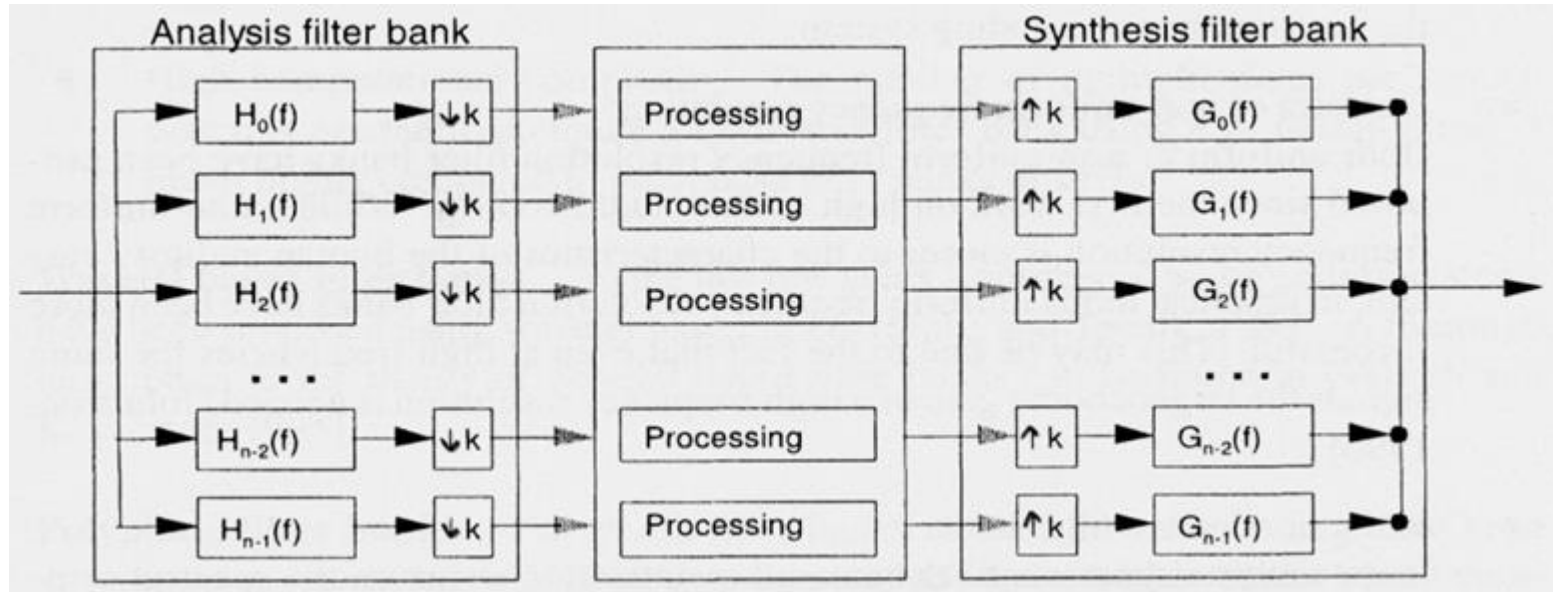 Analysis filter bank
Synthesis filter bank
H₀(f) ↓k Processing ↑k G₀(f)
H₁(f) ↓k Processing ↑k G₁(f)
H₂(f) ↓k Processing ↑k G₂(f)
... ...
Hₙ₋₂(f) ↓k Processing ↑k Gₙ₋₂(f)
Hₙ₋₁(f) ↓k Processing ↑k Gₙ₋₁(f)